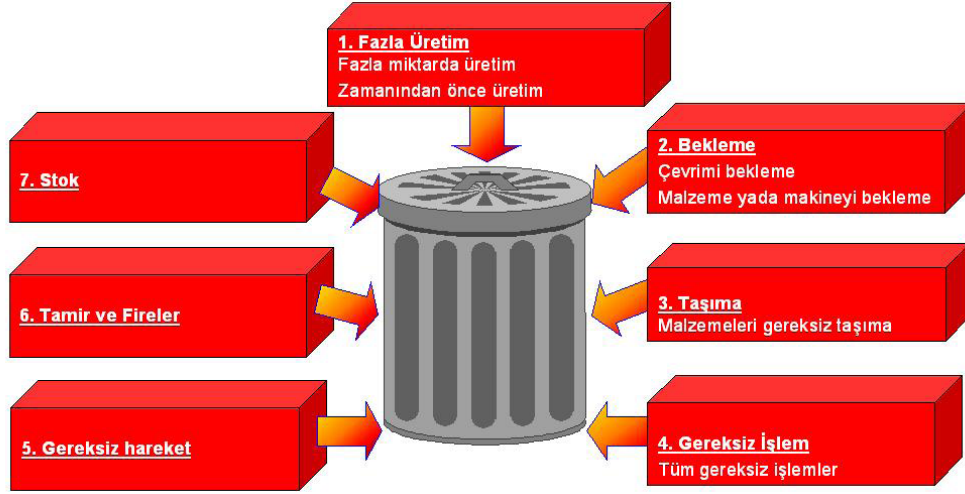 1. Fazla Üretim
Fazla miktarda üretim
Zamanından önce üretim
2. Bekleme
Çevrimi bekleme
Malzeme yada makineyi bekleme
3. Taşıma
Malzemeleri gereksiz taşıma
4. Gereksiz İşlem
Tüm gereksiz işlemler
5. Gereksiz hareket
6. Tamir ve Fireler
7. Stok